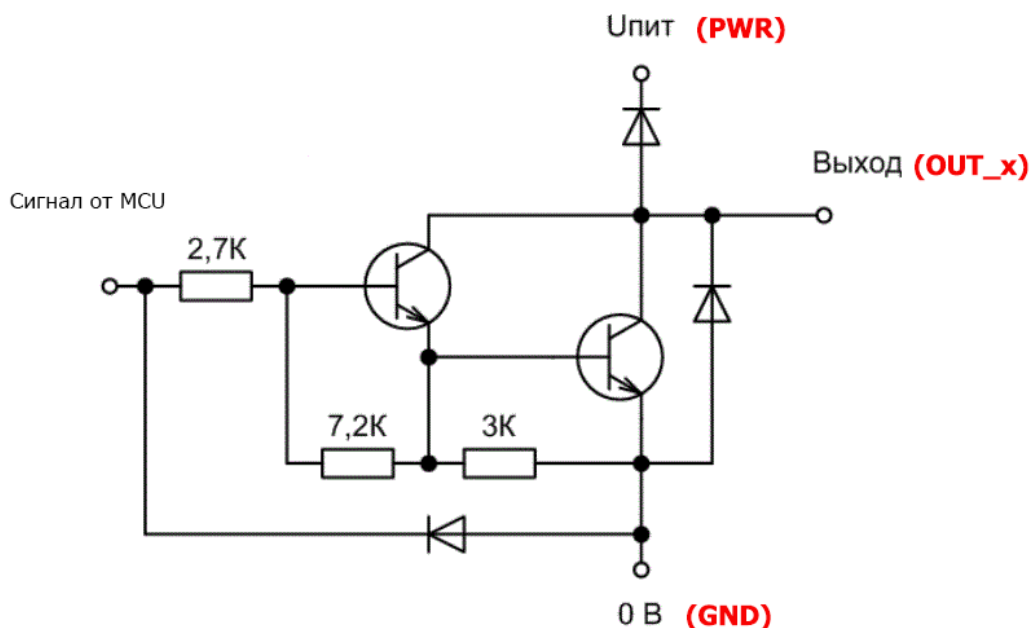 Uпит (PWR)
Выход (OUT_x)
Сигнал от MCU
2,7К
7,2К
3К
0 В (GND)